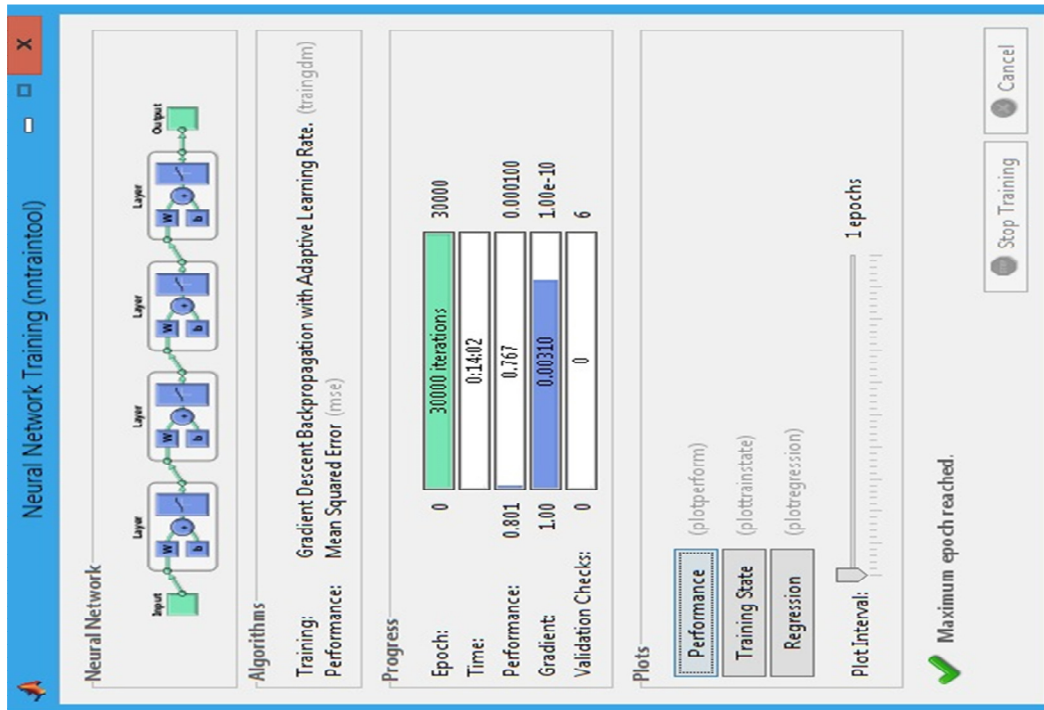 Neural Network Training (nntraintool)
Neural Network
Input Layer Layer Layer Layer Output
W W W W
b b b b
Algorithms
Training: Gradient Descent Backpropagation with Adaptive Learning Rate. (traingdm)
Performance: Mean Squared Error (mse)
Progress
Epoch: 0 30000 iterations 30000
Time: 0:14:02
Performance: 0.801 0.767 0.000100
Gradient: 1.00 0.00310 1.00e-10
Validation Checks: 0 0 6
Plots
Performance (plotperform)
Training State (plottrainstate)
Regression (plotregression)
Plot Interval: 1 epochs
Maximum epoch reached.
Stop Training Cancel